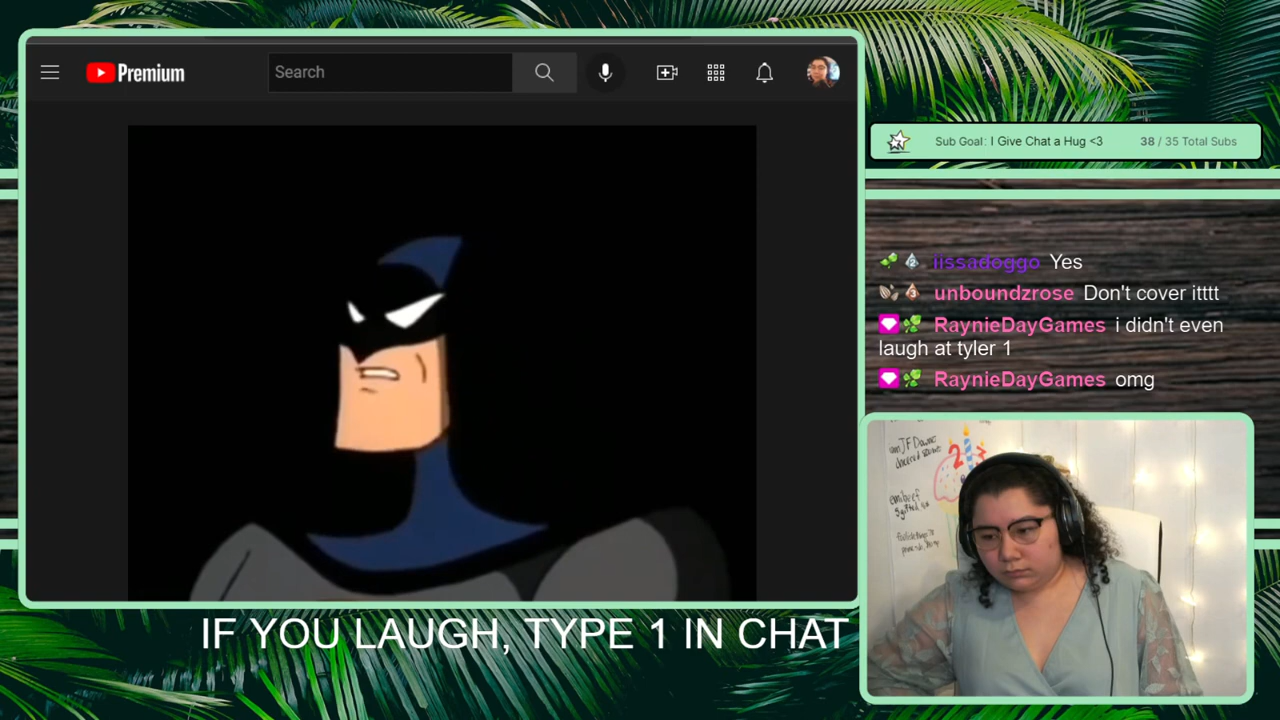 Premium
Search
Sub Goal: I Give Chat a Hug <3 38 / 35 Total Subs
iissadoggo Yes
unboundzrose Don't cover itttt
RaynieDayGames i didn't even
laugh at tyler 1
RaynieDayGames omg
23
IF YOU LAUGH, TYPE 1 IN CHAT